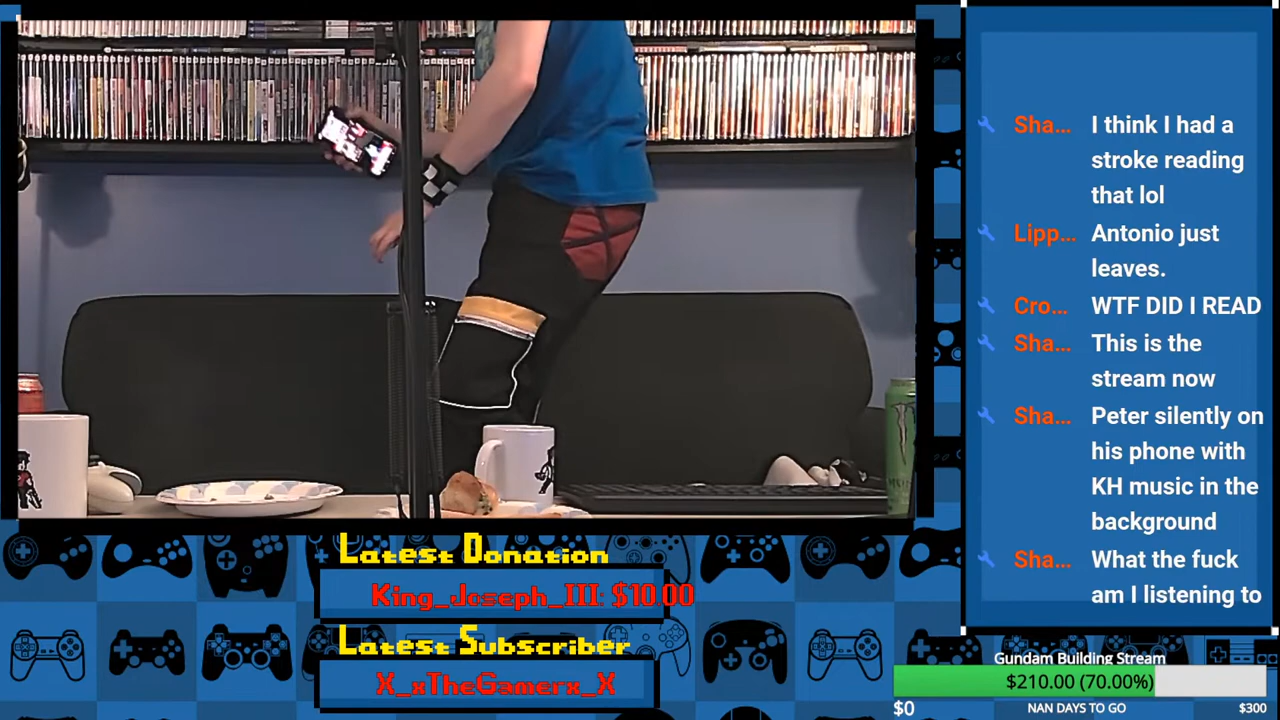 Sha... I think I had a
stroke reading
that lol
Lipp... Antonio just
leaves.
Cro... WTF DID I READ
Sha... This is the
stream now
Sha... Peter silently on
his phone with
KH music in the
background
Sha... What the fuck
am I listening to
Latest Donation
King_Joseph_III: $10.00
Latest Subscriber
X_xTheGamerx_X
Gundam Building Stream
$210.00 (70.00%)
$0 NAN DAYS TO GO $300